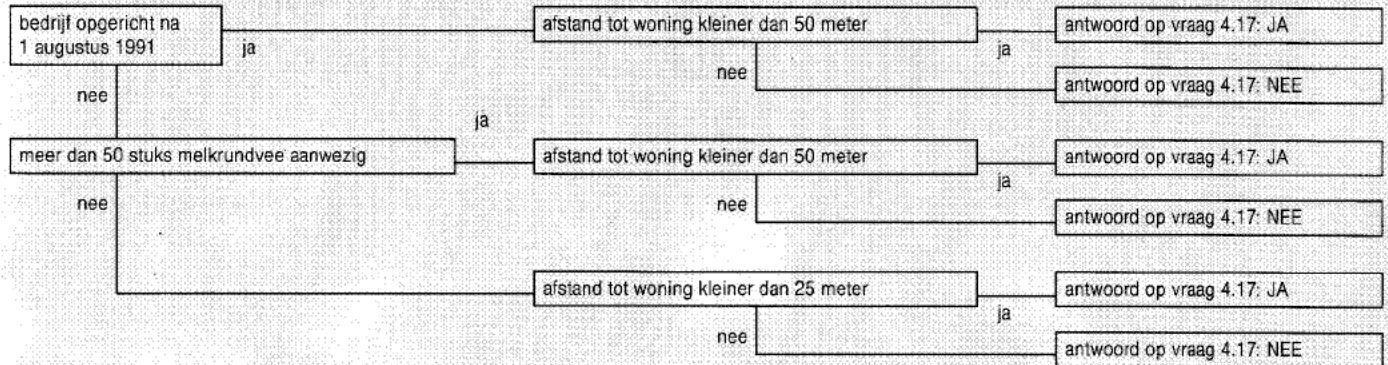 bedrijf opgericht na
1 augustus 1991
ja
afstand tot woning kleiner dan 50 meter
ja
antwoord op vraag 4.17: JA
nee
antwoord op vraag 4.17: NEE
nee
ja
meer dan 50 stuks melkrundvee aanwezig
afstand tot woning kleiner dan 50 meter
ja
antwoord op vraag 4.17: JA
nee
nee
antwoord op vraag 4.17: NEE
afstand tot woning kleiner dan 25 meter
ja
antwoord op vraag 4.17: JA
nee
antwoord op vraag 4.17: NEE